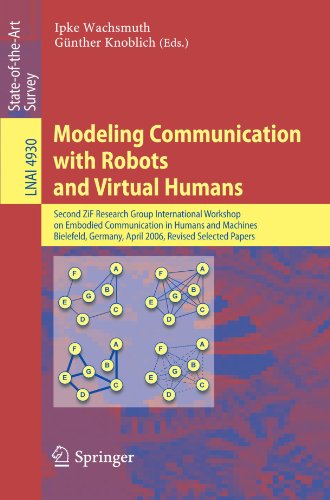 Ipke Wachsmuth
Günther Knoblich (Eds.)
State-of-the-Art
Survey
LNAI 4930
Modeling Communication
with Robots
and Virtual Humans
Second ZiF Research Group International Workshop
on Embodied Communication in Humans and Machines
Bielefeld, Germany, April 2006, Revised Selected Papers
F A
G B
E C
D
F A
G B
E C
D
F A
G B
E C
D
F A
G B
E C
D
Springer